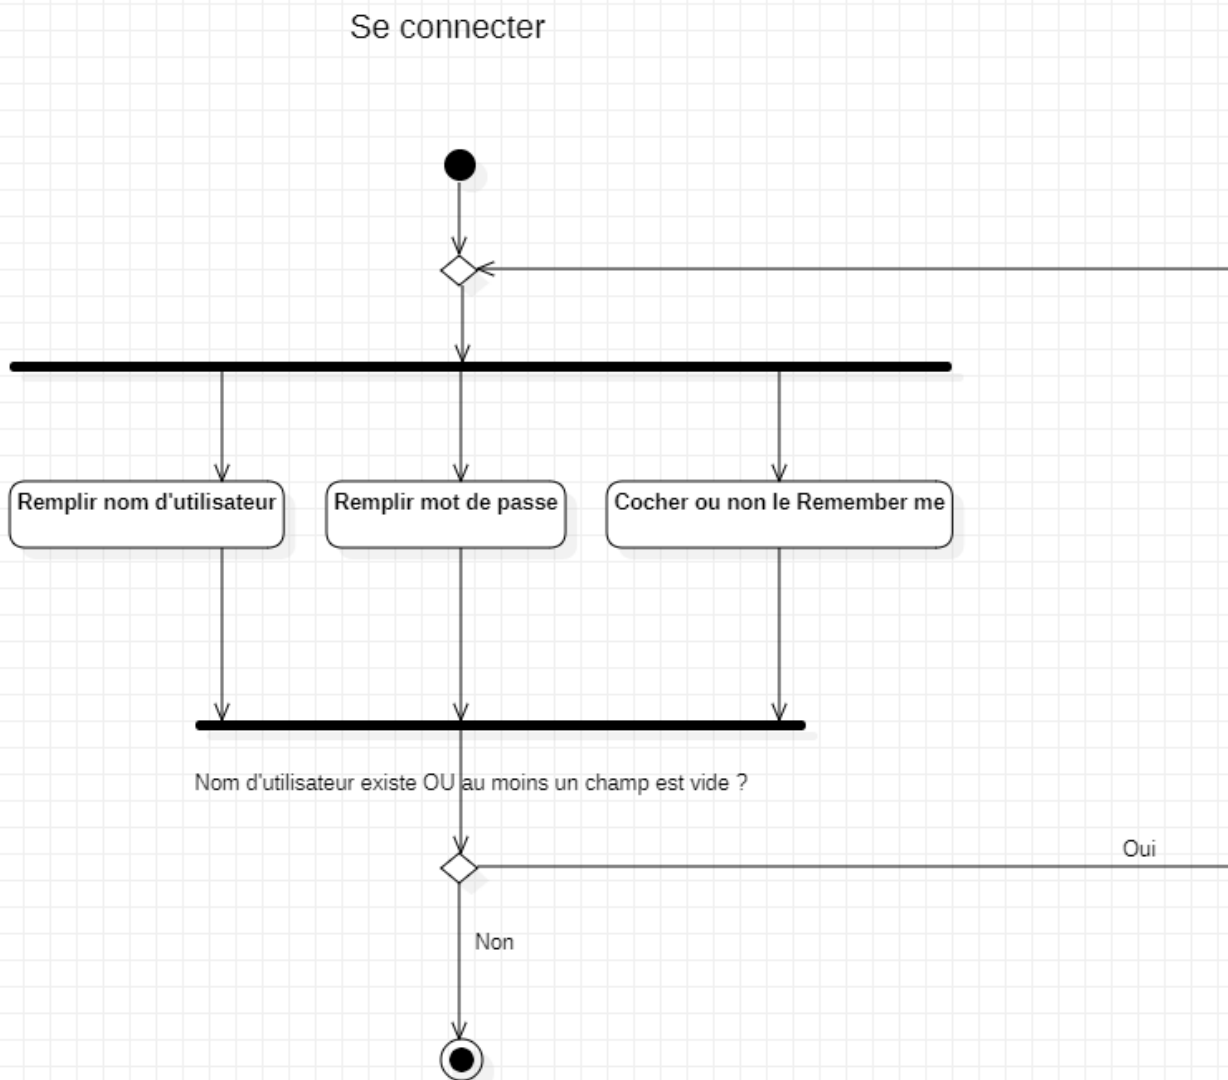 Se connecter
Remplir nom d'utilisateur
Remplir mot de passe
Cocher ou non le Remember me
Nom d'utilisateur existe OU au moins un champ est vide ?
Oui
Non